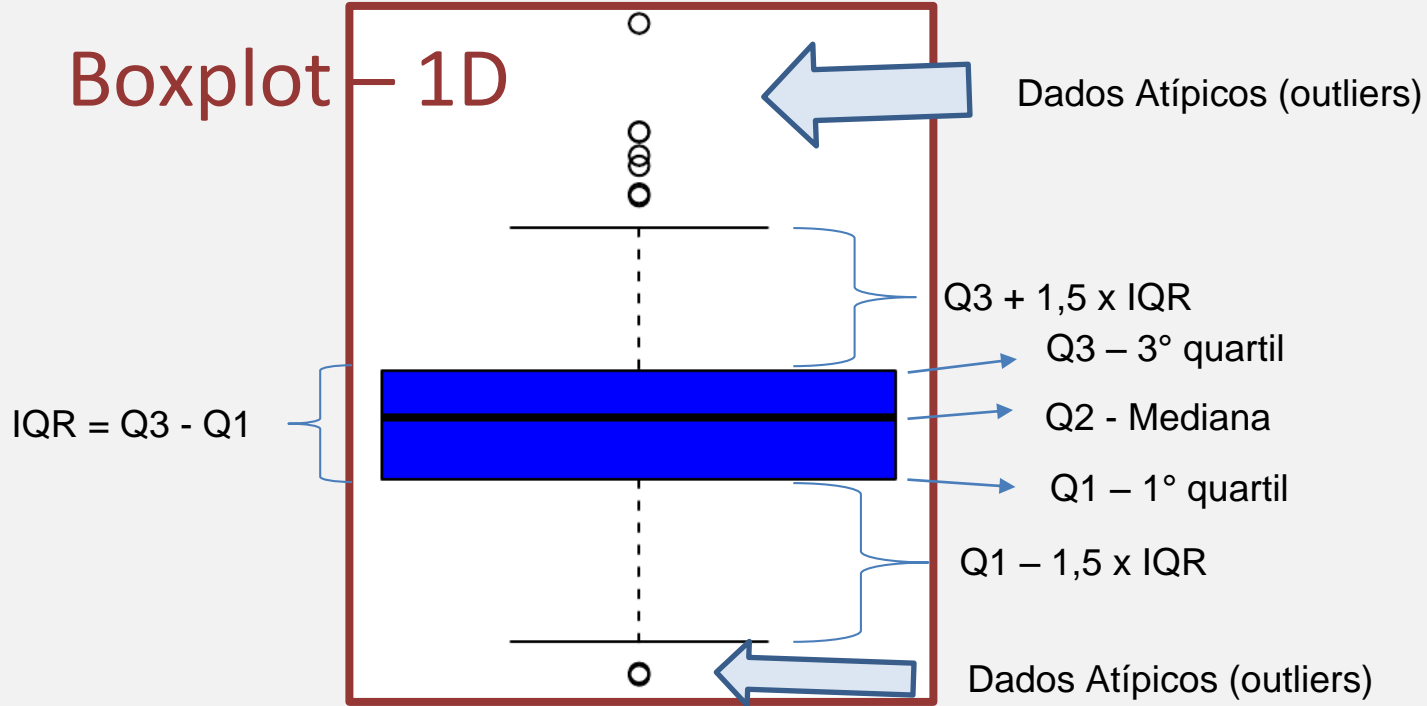 Boxplot – 1D
Dados Atípicos (outliers)
Q3 + 1,5 x IQR
Q3 – 3° quartil
IQR = Q3 - Q1
Q2 - Mediana
Q1 – 1° quartil
Q1 – 1,5 x IQR
Dados Atípicos (outliers)